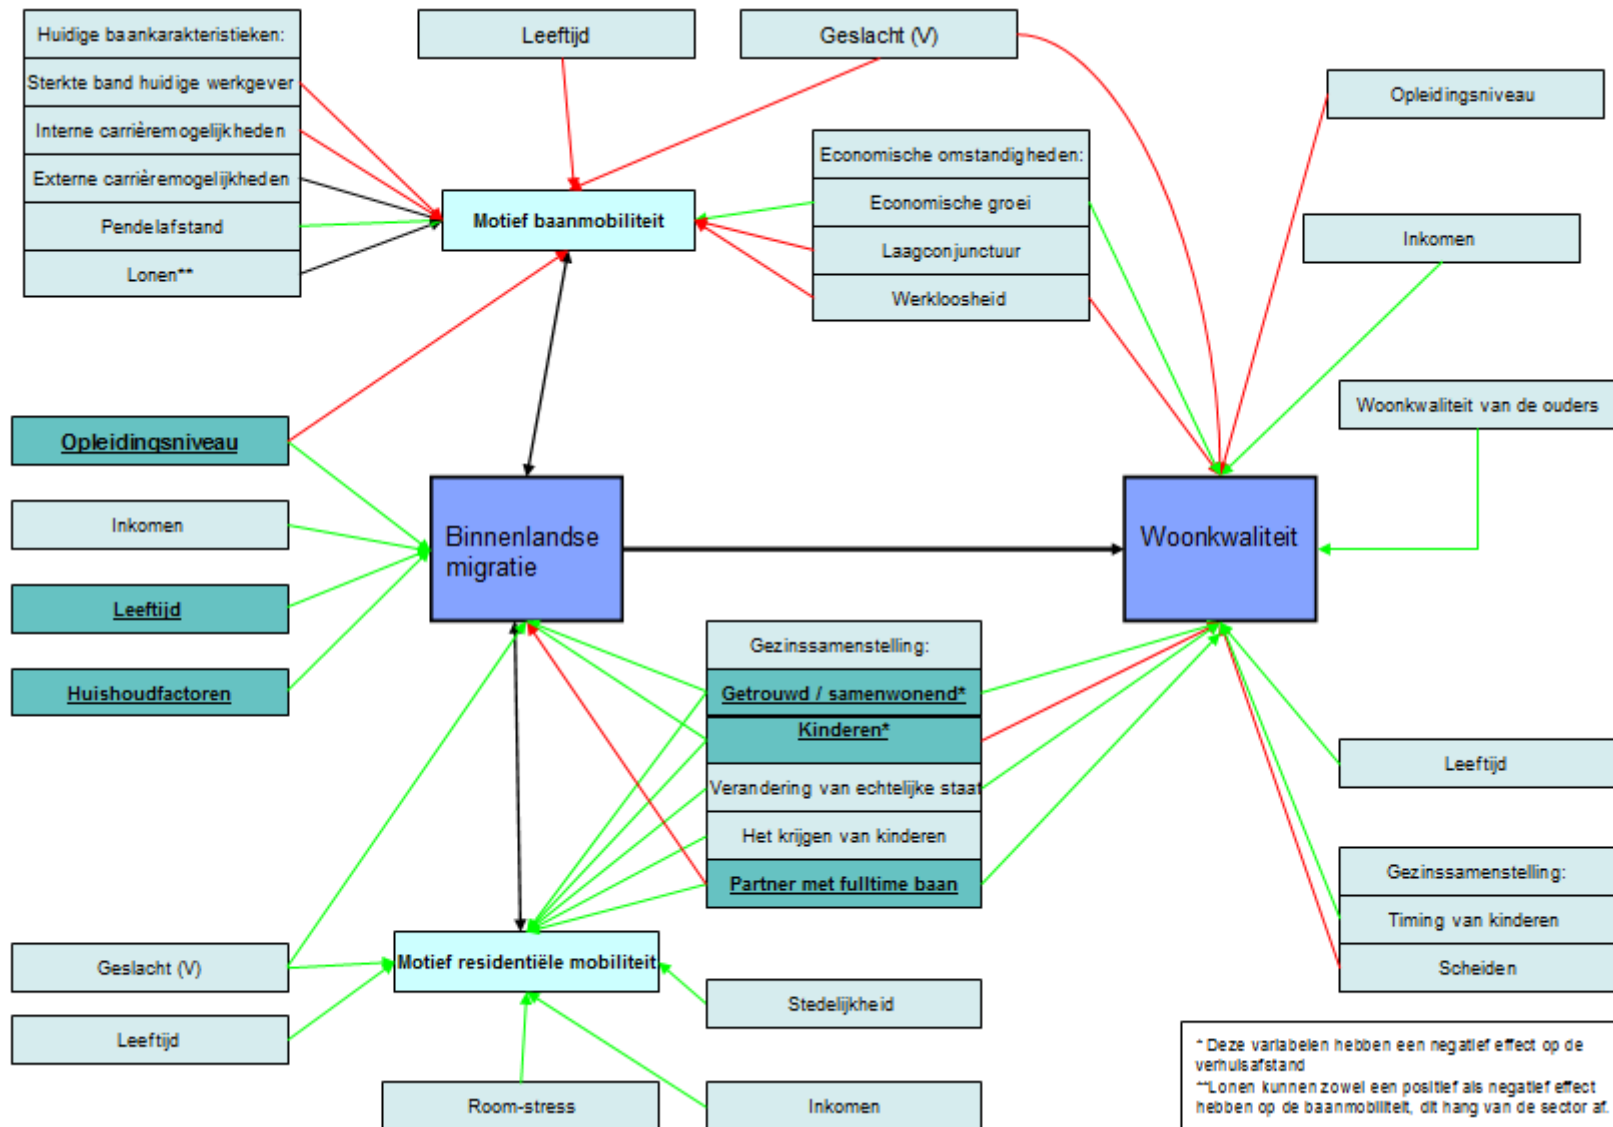 Huidige baankarakteristieken:
Sterkte band huidige werkgever
Interne carrièremogelijkheden
Externe carrièremogelijkheden
Pendelafstand
Lonen**
Leeftijd
Geslacht (V)
Opleidingsniveau
Economische omstandigheden:
Economische groei
Laagconjunctuur
Werkloosheid
Motief baanmobiliteit
Inkomen
Woonkwaliteit van de ouders
Opleidingsniveau
Inkomen
Leeftijd
Huishoudfactoren
Binnenlandse
migratie
Woonkwaliteit
Gezinssamenstelling:
Getrouwd / samenwonend*
Kinderen*
Verandering van echtelijke staat
Het krijgen van kinderen
Partner met fulltime baan
Leeftijd
Gezinssamenstelling:
Timing van kinderen
Scheiden
Geslacht (V)
Leeftijd
Motief residentiële mobiliteit
Stedelijkheid
Room-stress
Inkomen
* Deze variabelen hebben een negatief effect op de
verhuisafstand
**Lonen kunnen zowel een positief als negatief effect
hebben op de baanmobiliteit, dit hang van de sector af.